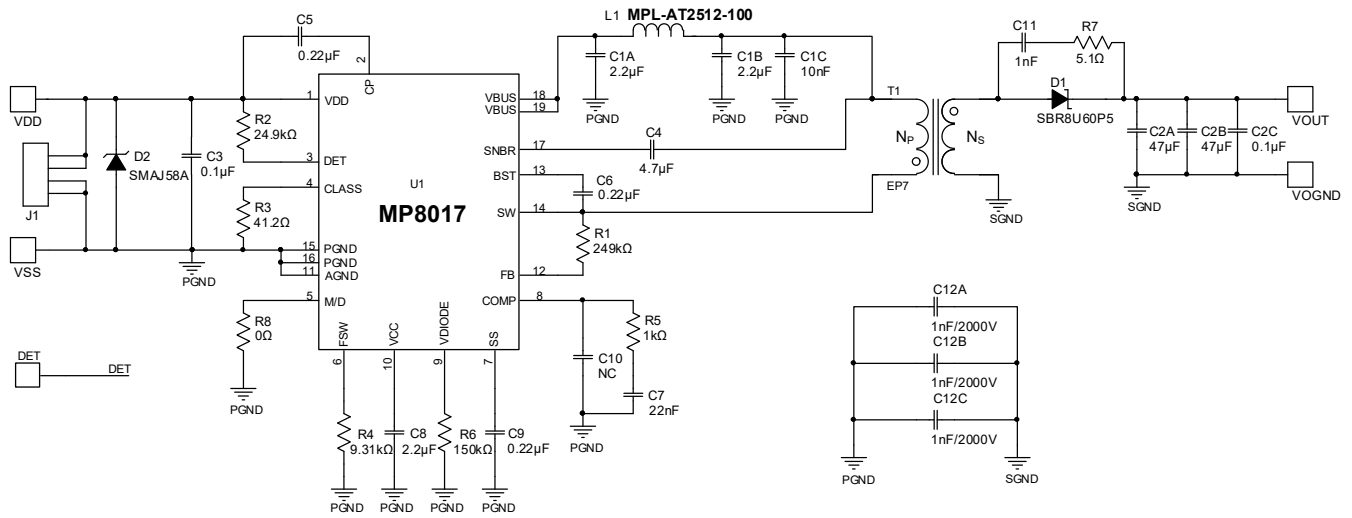 L1 MPL-AT2512-100
C5
0.22µF
2
CP
C1A
2.2µF
PGND
C1B
2.2µF
PGND
C1C
10nF
PGND
C11
1nF
R7
5.1Ω
D1
SBR8U60P5
VDD
1
VDD
R2
24.9kΩ
3
DET
D2
SMAJ58A
C3
0.1µF
4
CLASS
R3
41.2Ω
J1
VSS
15
PGND
16
PGND
11
AGND
PGND
5
M/D
R8
0Ω
PGND
DET
DET
U1
MP8017
VBUS
18
VBUS
19
SNBR
17
C4
4.7µF
BST
13
C6
0.22µF
SW
14
R1
249kΩ
FB
12
COMP
8
R5
1kΩ
C10
NC
C7
22nF
PGND
FSW
VCC
VDIODE
SS
6
10
9
7
R4
9.31kΩ
C8
2.2µF
R6
150kΩ
C9
0.22µF
PGND
PGND
PGND
PGND
T1
NP
NS
EP7
SGND
C2A
47µF
C2B
47µF
C2C
0.1µF
SGND
VOUT
VOGND
C12A
1nF/2000V
C12B
1nF/2000V
C12C
1nF/2000V
PGND
SGND